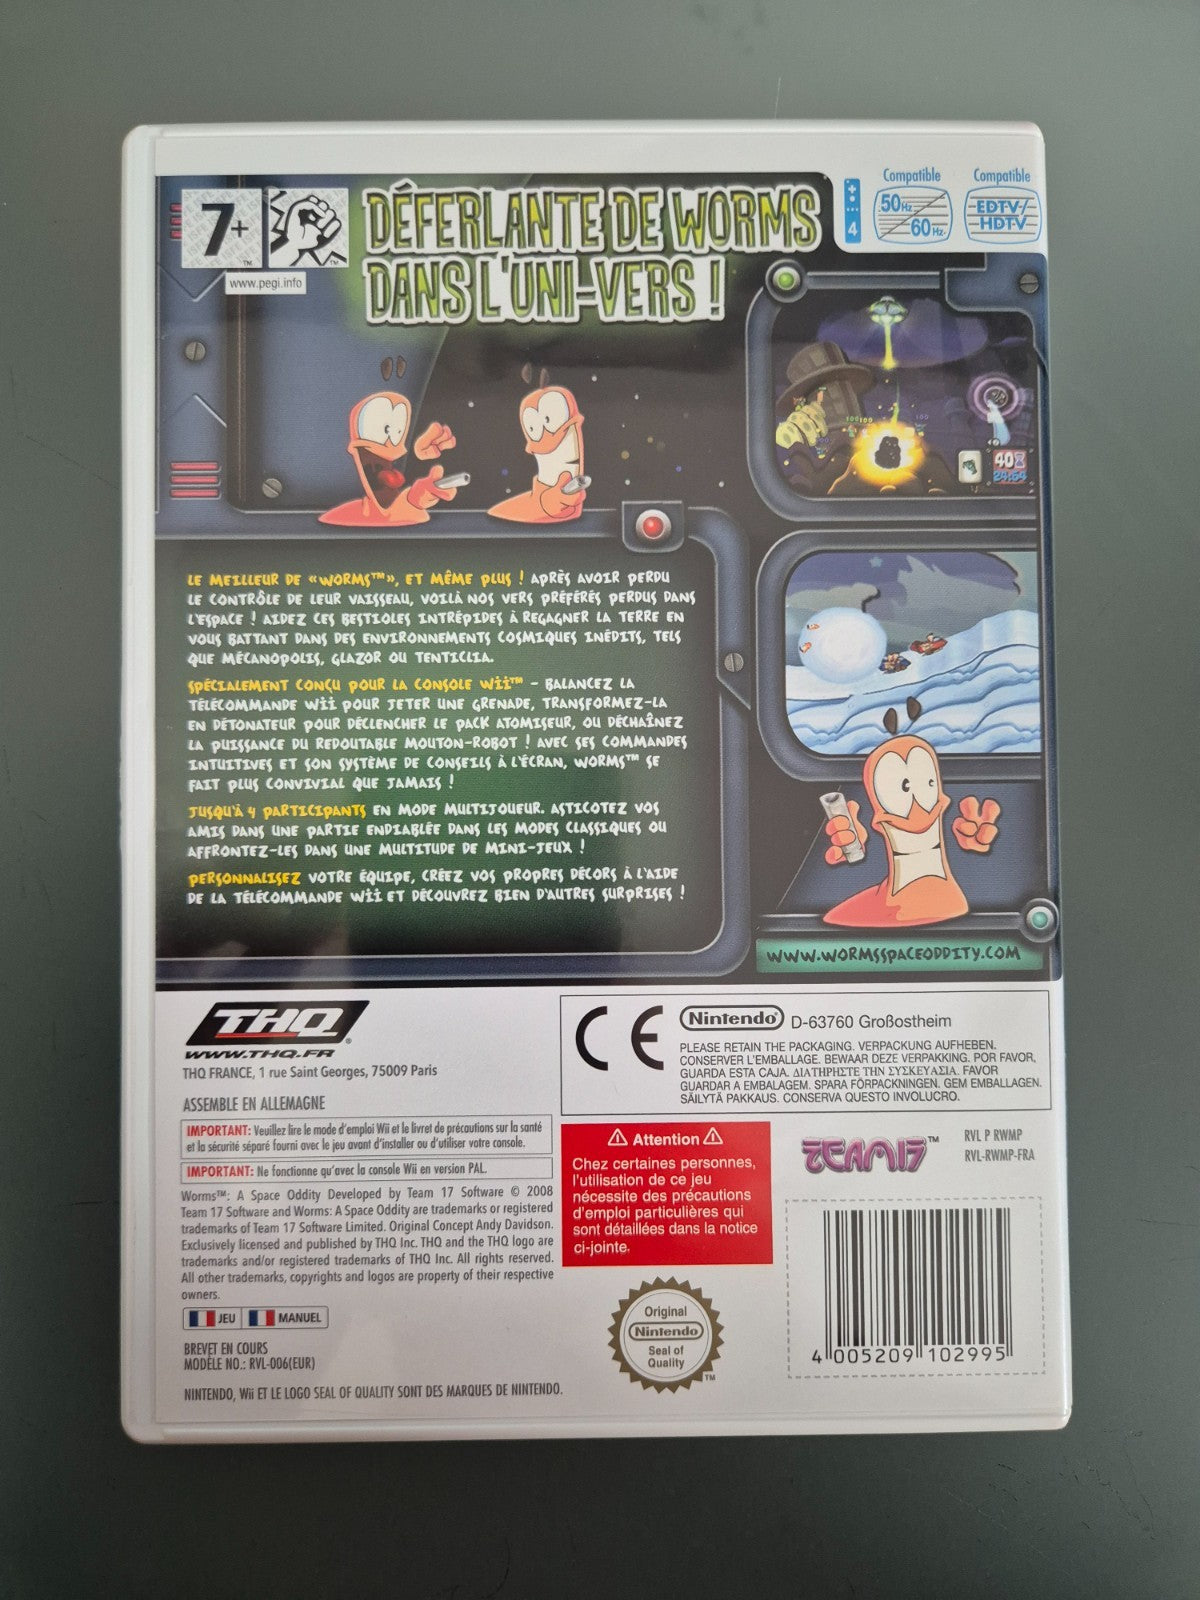 7+
www.pegi.info
DÉFERLANTE DE WORMS
DANS L'UNI-VERS !
4
Compatible
50Hz
60Hz
Compatible
EDTV/
HDTV
LE MEILLEUR DE «WORMS™», ET MÊME PLUS ! APRÈS AVOIR PERDU
LE CONTRÔLE DE LEUR VAISSEAU, VOILÀ NOS VERS PRÉFÉRÉS PERDUS DANS
L'ESPACE ! AIDEZ CES BESTIOLES INTRÉPIDES À REGAGNER LA TERRE EN
VOUS BATTANT DANS DES ENVIRONNEMENTS COSMIQUES INÉDITS, TELS
QUE MÉCANOPOLIS, GLAZOR OU TENTICLIA.
SPÉCIALEMENT CONÇU POUR LA CONSOLE Wii™ - BALANCEZ LA
TÉLÉCOMMANDE Wii POUR JETER UNE GRENADE, TRANSFORMEZ-LA
EN DÉTONATEUR POUR DÉCLENCHER LE PACK ATOMISEUR, OU DÉCHAÎNEZ
LA PUISSANCE DU REDOUTABLE MOUTON-ROBOT ! AVEC SES COMMANDES
INTUITIVES ET SON SYSTÈME DE CONSEILS À L'ÉCRAN, WORMS™ SE
FAIT PLUS CONVIVIAL QUE JAMAIS !
JUSQU'À 4 PARTICIPANTS EN MODE MULTIJOUEUR. ASTICOTEZ VOS
AMIS DANS UNE PARTIE ENDIABLÉE DANS LES MODES CLASSIQUES OU
AFFRONTEZ-LES DANS UNE MULTITUDE DE MINI-JEUX !
PERSONNALISEZ VOTRE ÉQUIPE, CRÉEZ VOS PROPRES DÉCORS À L'AIDE
DE LA TÉLÉCOMMANDE Wii ET DÉCOUVREZ BIEN D'AUTRES SURPRISES !
40
24:54
WWW.WORMSSPACEODDITY.COM
THQ®
WWW.THQ.FR
THQ FRANCE, 1 rue Saint Georges, 75009 Paris
ASSEMBLE EN ALLEMAGNE
IMPORTANT: Veuillez lire le mode d'emploi Wii et le livret de précautions sur la santé
et la sécurité séparé fourni avec le jeu avant d'installer ou d'utiliser votre console.
IMPORTANT: Ne fonctionne qu'avec la console Wii en version PAL.
Worms™: A Space Oddity Developed by Team 17 Software © 2008
Team 17 Software and Worms: A Space Oddity are trademarks or registered
trademarks of Team 17 Software Limited. Original Concept Andy Davidson.
Exclusively licensed and published by THQ Inc. THQ and the THQ logo are
trademarks and/or registered trademarks of THQ Inc. All rights reserved.
All other trademarks, copyrights and logos are property of their respective
owners.
JEU MANUEL
BREVET EN COURS
MODÈLE NO.: RVL-006(EUR)
NINTENDO, Wii ET LE LOGO SEAL OF QUALITY SONT DES MARQUES DE NINTENDO.
CE
Nintendo® D-63760 Großostheim
PLEASE RETAIN THE PACKAGING. VERPACKUNG AUFHEBEN.
CONSERVER L'EMBALLAGE. BEWAAR DEZE VERPAKKING. POR FAVOR,
GUARDA ESTA CAJA. ΔΙΑΤΗΡΗΣΤΕ ΤΗΝ ΣΥΣΚΕΥΑΣΙΑ. FAVOR
GUARDAR A EMBALAGEM. SPARA FÖRPACKNINGEN. GEM EMBALLAGEN.
SÄILYTÄ PAKKAUS. CONSERVA QUESTO INVOLUCRO.
Attention
Chez certaines personnes,
l'utilisation de ce jeu
nécessite des précautions
d'emploi particulières qui
sont détaillées dans la notice
ci-jointe.
TEAM17™
RVL P RWMP
RVL-RWMP-FRA
Original
Nintendo
Seal of
Quality
TM
4 005209 102995